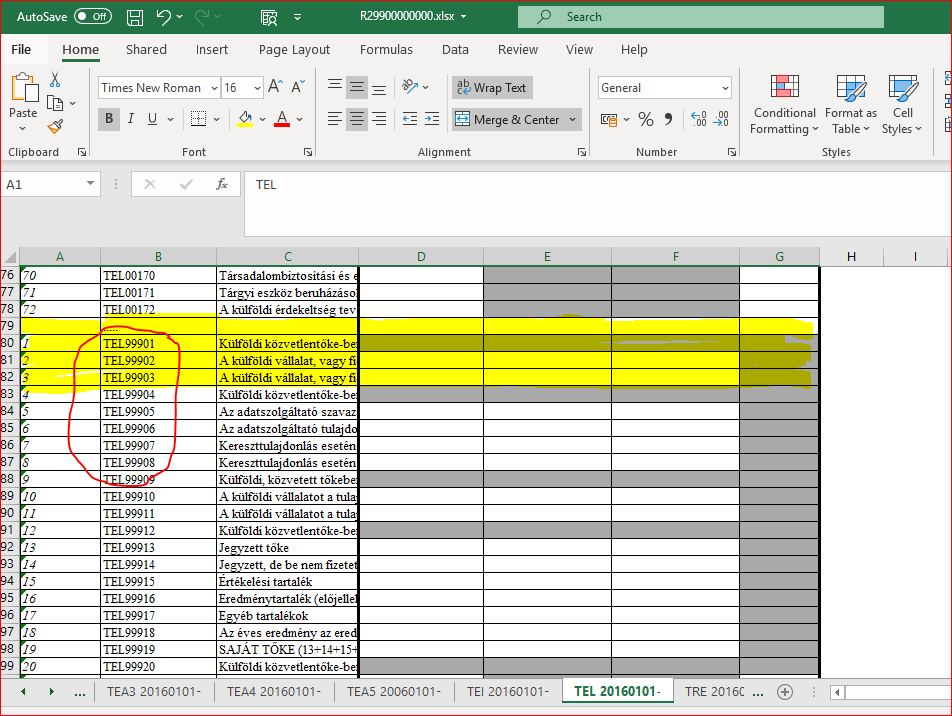 AutoSave Off R29900000000.xlsx Search
File Home Shared Insert Page Layout Formulas Data Review View Help
Paste Times New Roman 16 A A Wrap Text General Conditional Formatting Format as Table Cell Styles
B I U A Merge & Center % 9
Clipboard Font Alignment Number Styles
A1 fx TEL
A B C D E F G H I
76 70 TEL00170 Társadalombiztosítási és e
77 71 TEL00171 Tárgyi eszköz beruházáso
78 72 TEL00172 A külföldi érdekeltség tev
79 .....
80 1 TEL99901 Külföldi közvetlentőke-be
81 2 TEL99902 A külföldi vállalat, vagy fi
82 3 TEL99903 A külföldi vállalat, vagy fi
83 4 TEL99904 Külföldi közvetlentőke-be
84 5 TEL99905 Az adatszolgáltató szavaz
85 6 TEL99906 Az adatszolgáltató tulajdo
86 7 TEL99907 Kereszttulajdonlás esetén
87 8 TEL99908 Kereszttulajdonlás esetén
88 9 TEL99909 Külföldi, közvetett tőkebe
89 10 TEL99910 A külföldi vállalatot a tula
90 11 TEL99911 A külföldi vállalatot a tula
91 12 TEL99912 Külföldi közvetlentőke-be
92 13 TEL99913 Jegyzett tőke
93 14 TEL99914 Jegyzett, de be nem fizetet
94 15 TEL99915 Értékelési tartalék
95 16 TEL99916 Eredménytartalék (előjellel
96 17 TEL99917 Egyéb tartalékok
97 18 TEL99918 Az éves eredmény az ered
98 19 TEL99919 SAJÁT TŐKE (13+14+15+
99 20 TEL99920 Külföldi közvetlentőke-be
... TEA3 20160101- TEA4 20160101- TEA5 20060101- TEI 20160101- TEL 20160101- TRE 2016 ...